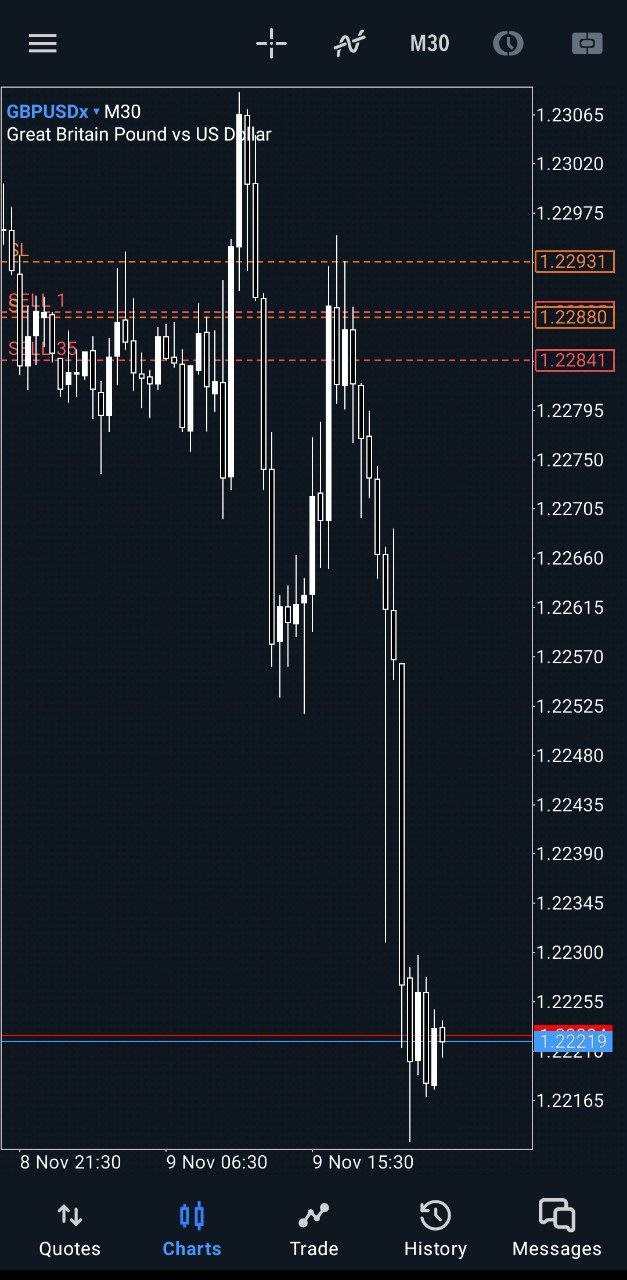 M30
GBPUSDx ▾ M30
Great Britain Pound vs US Dollar
1.23065
1.23020
1.22975
SL
1.22931
SELL 1
1.22880
SELL 35
1.22841
1.22795
1.22750
1.22705
1.22660
1.22615
1.22570
1.22525
1.22480
1.22435
1.22390
1.22345
1.22300
1.22255
1.22219
1.22210
1.22165
8 Nov 21:30 9 Nov 06:30 9 Nov 15:30
Quotes Charts Trade History Messages